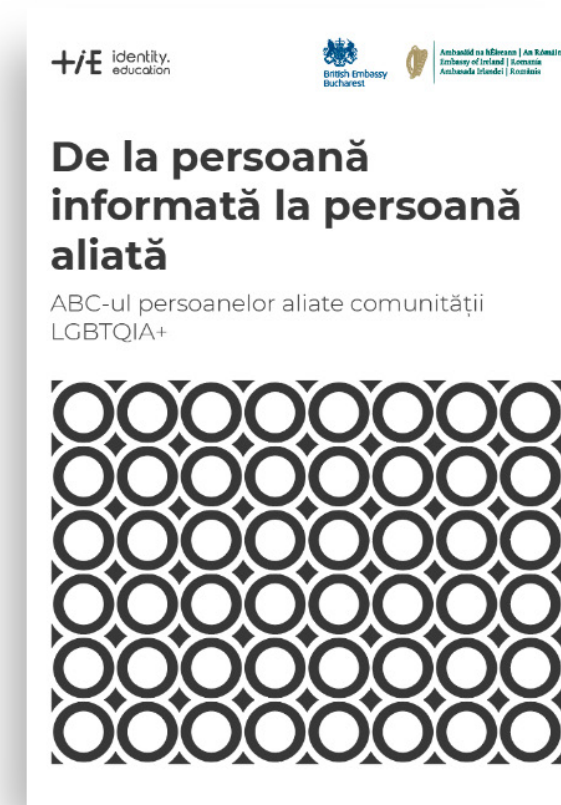 +/E identity.
education
British Embassy
Bucharest
Ambasáid na hÉireann | An Rómáin
Embassy of Ireland | Romania
Ambasada Irlandei | România
De la persoană
informată la persoană
aliată
ABC-ul persoanelor aliate comunității
LGBTQIA+